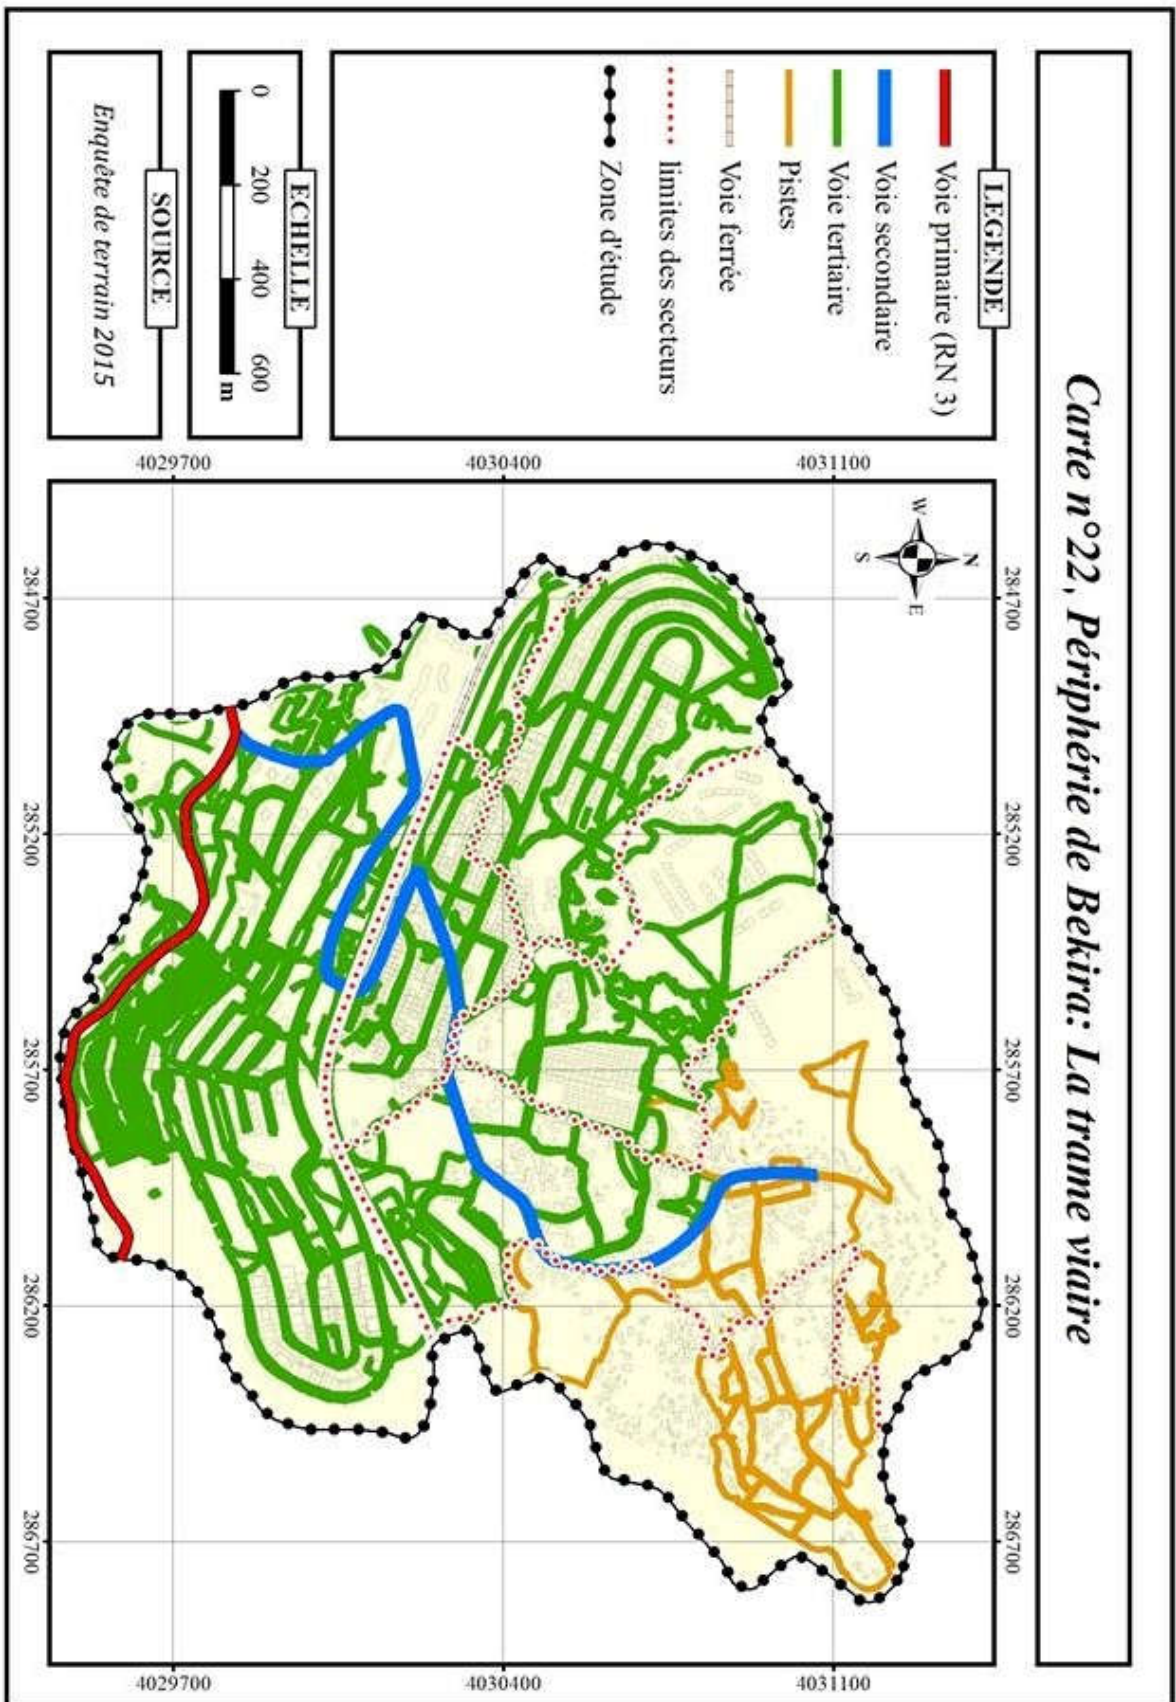 Carte n°22, Périphérie de Bekira: La trame viaire
LEGENDE
Voie primaire (RN 3)
Voie secondaire
Voie tertiaire
Pistes
Voie ferrée
limites des secteurs
Zone d'étude
ECHELLE
0 200 400 600
m
SOURCE
Enquête de terrain 2015
284700 285200 285700 286200 286700
4031100 4031100
4030400 4030400
4029700 4029700
284700 285200 285700 286200 286700
N
W E
S